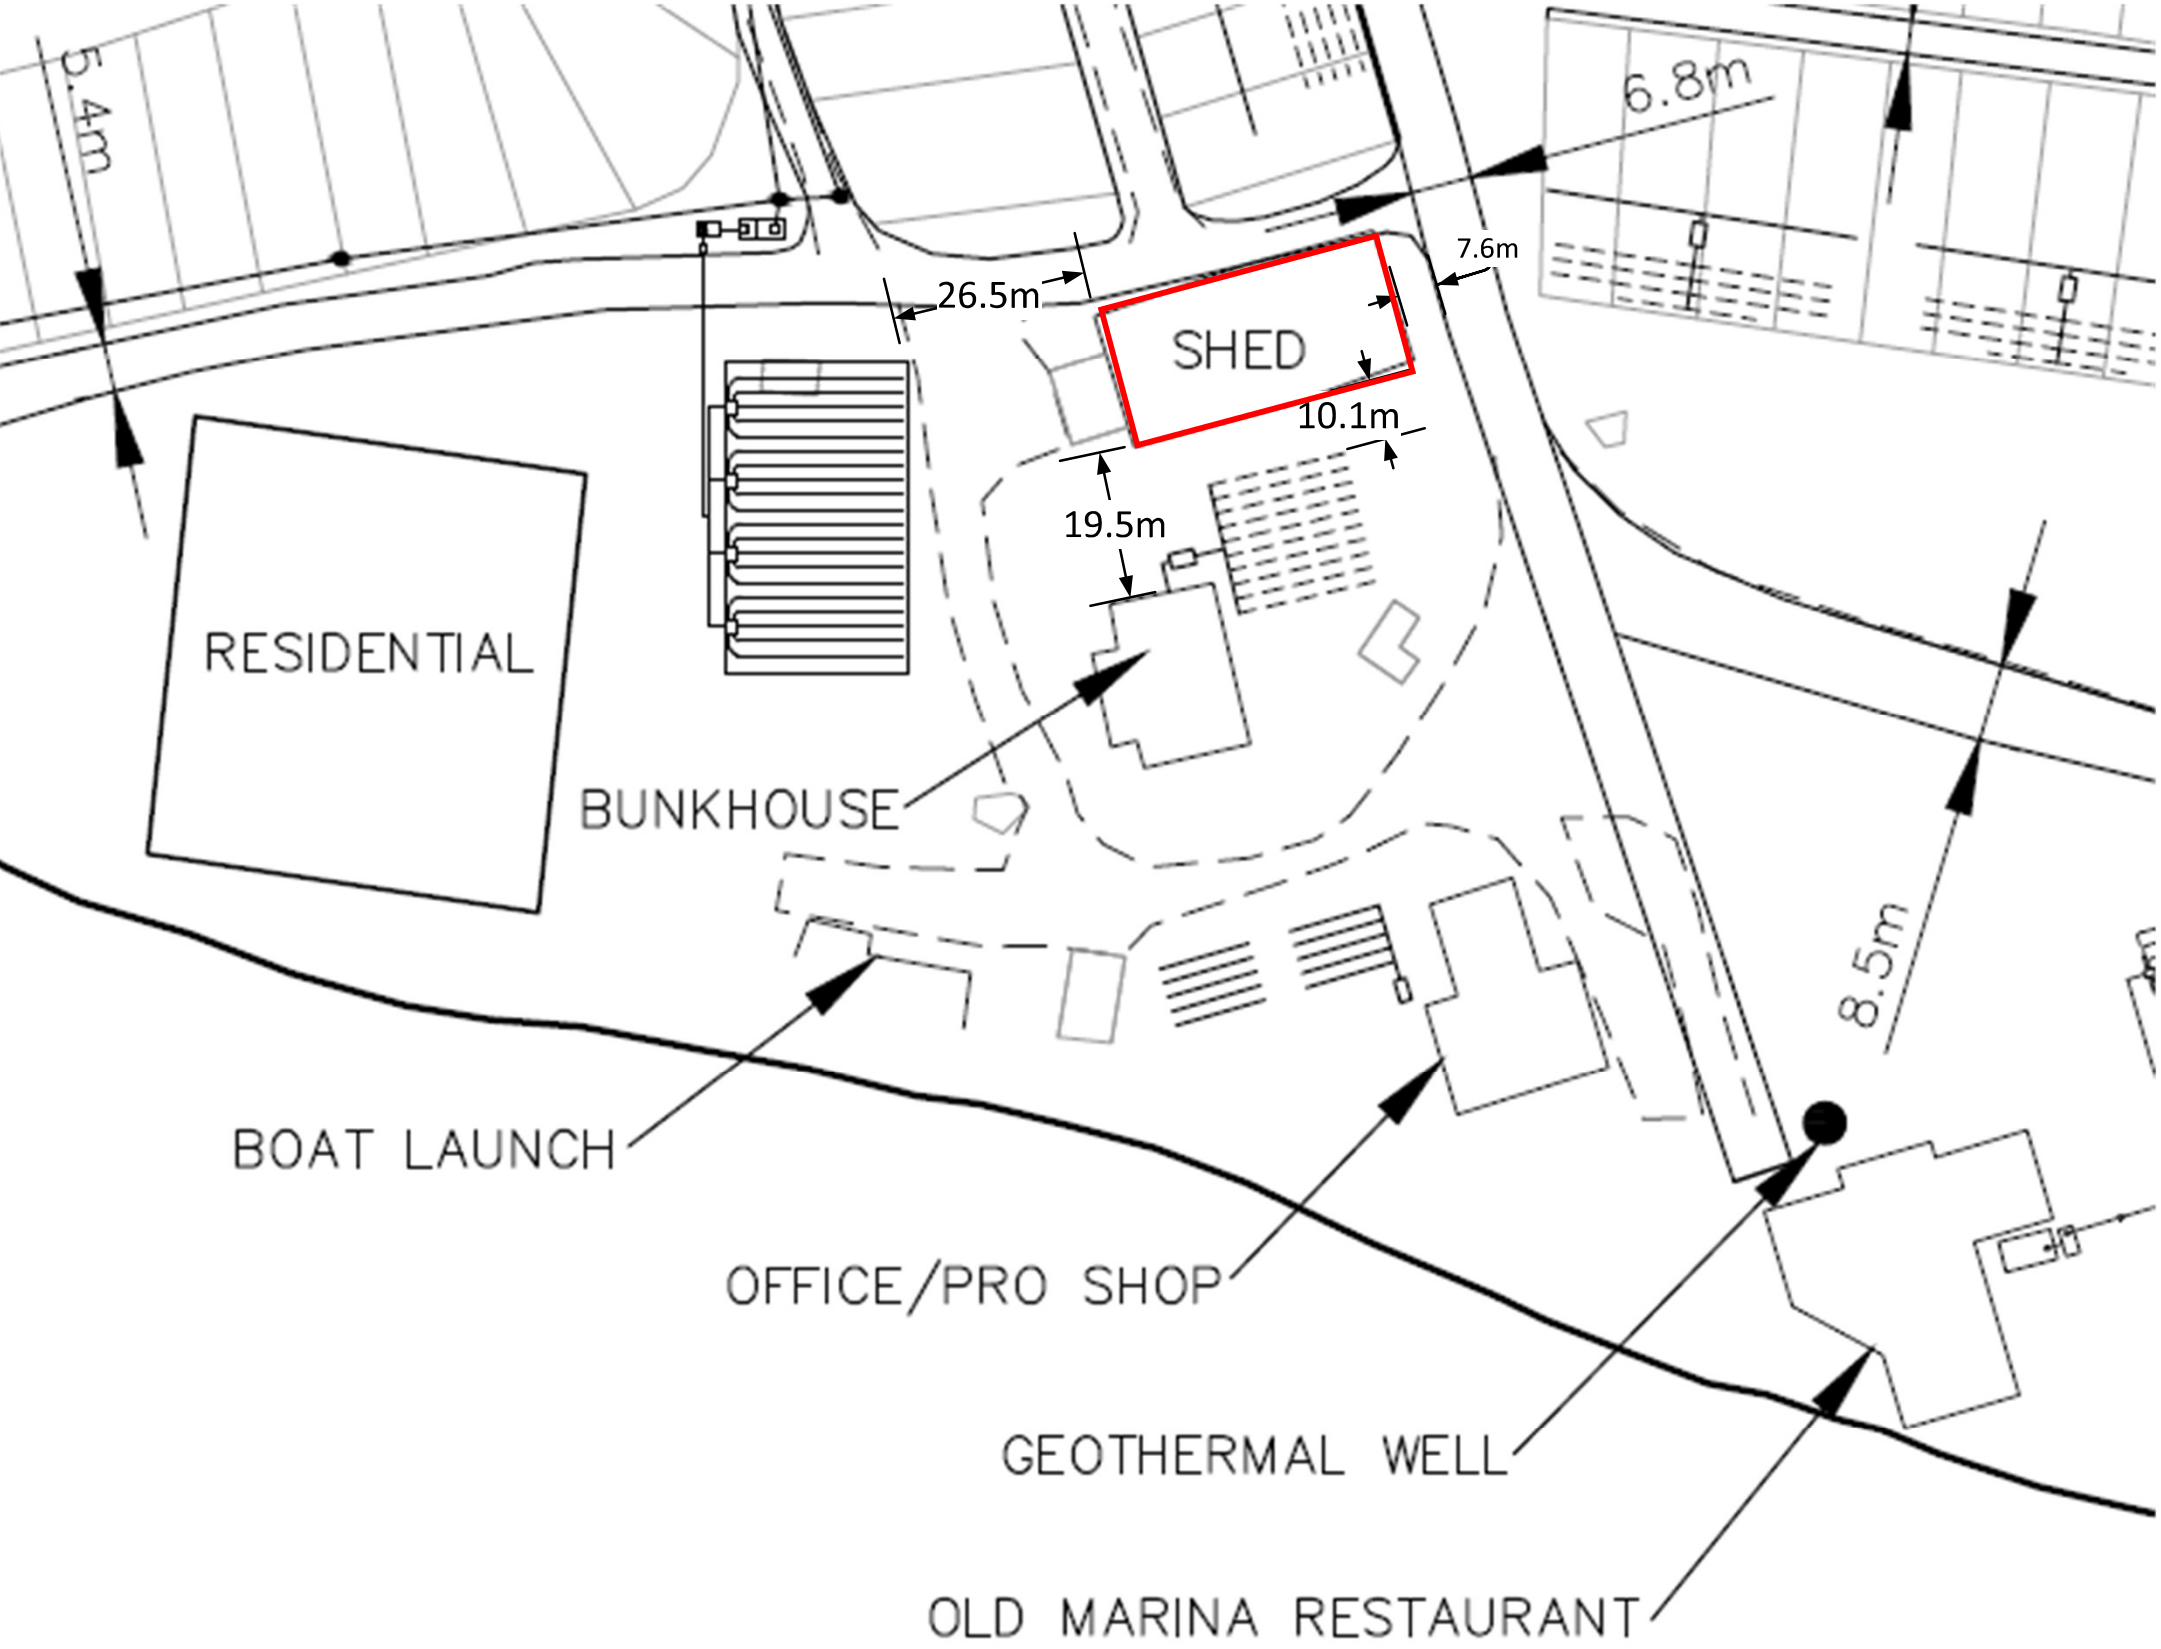 5.4m
6.8m
7.6m
26.5m
SHED
10.1m
19.5m
RESIDENTIAL
BUNKHOUSE
8.5m
BOAT LAUNCH
OFFICE/PRO SHOP
GEOTHERMAL WELL
OLD MARINA RESTAURANT